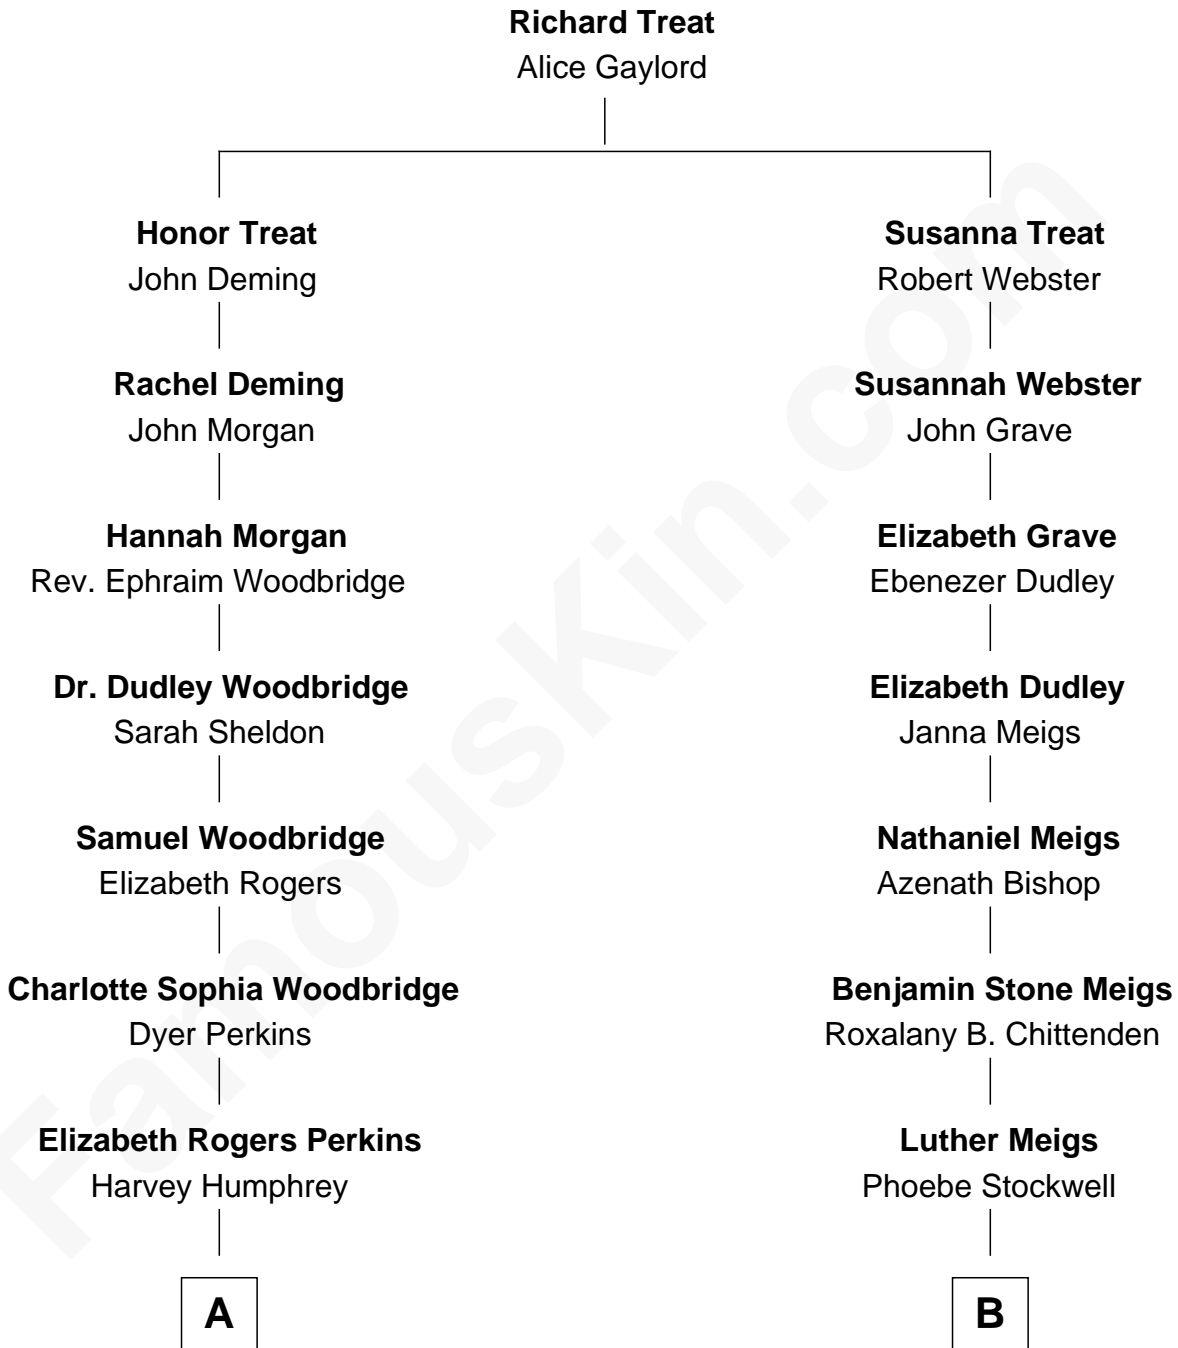 Richard Treat
Alice Gaylord
Honor Treat
John Deming
Susanna Treat
Robert Webster
Rachel Deming
John Morgan
Susannah Webster
John Grave
Hannah Morgan
Rev. Ephraim Woodbridge
Elizabeth Grave
Ebenezer Dudley
Dr. Dudley Woodbridge
Sarah Sheldon
Elizabeth Dudley
Janna Meigs
Samuel Woodbridge
Elizabeth Rogers
Nathaniel Meigs
Azenath Bishop
Charlotte Sophia Woodbridge
Dyer Perkins
Benjamin Stone Meigs
Roxalany B. Chittenden
Elizabeth Rogers Perkins
Harvey Humphrey
Luther Meigs
Phoebe Stockwell
A
B
FamousKin.com